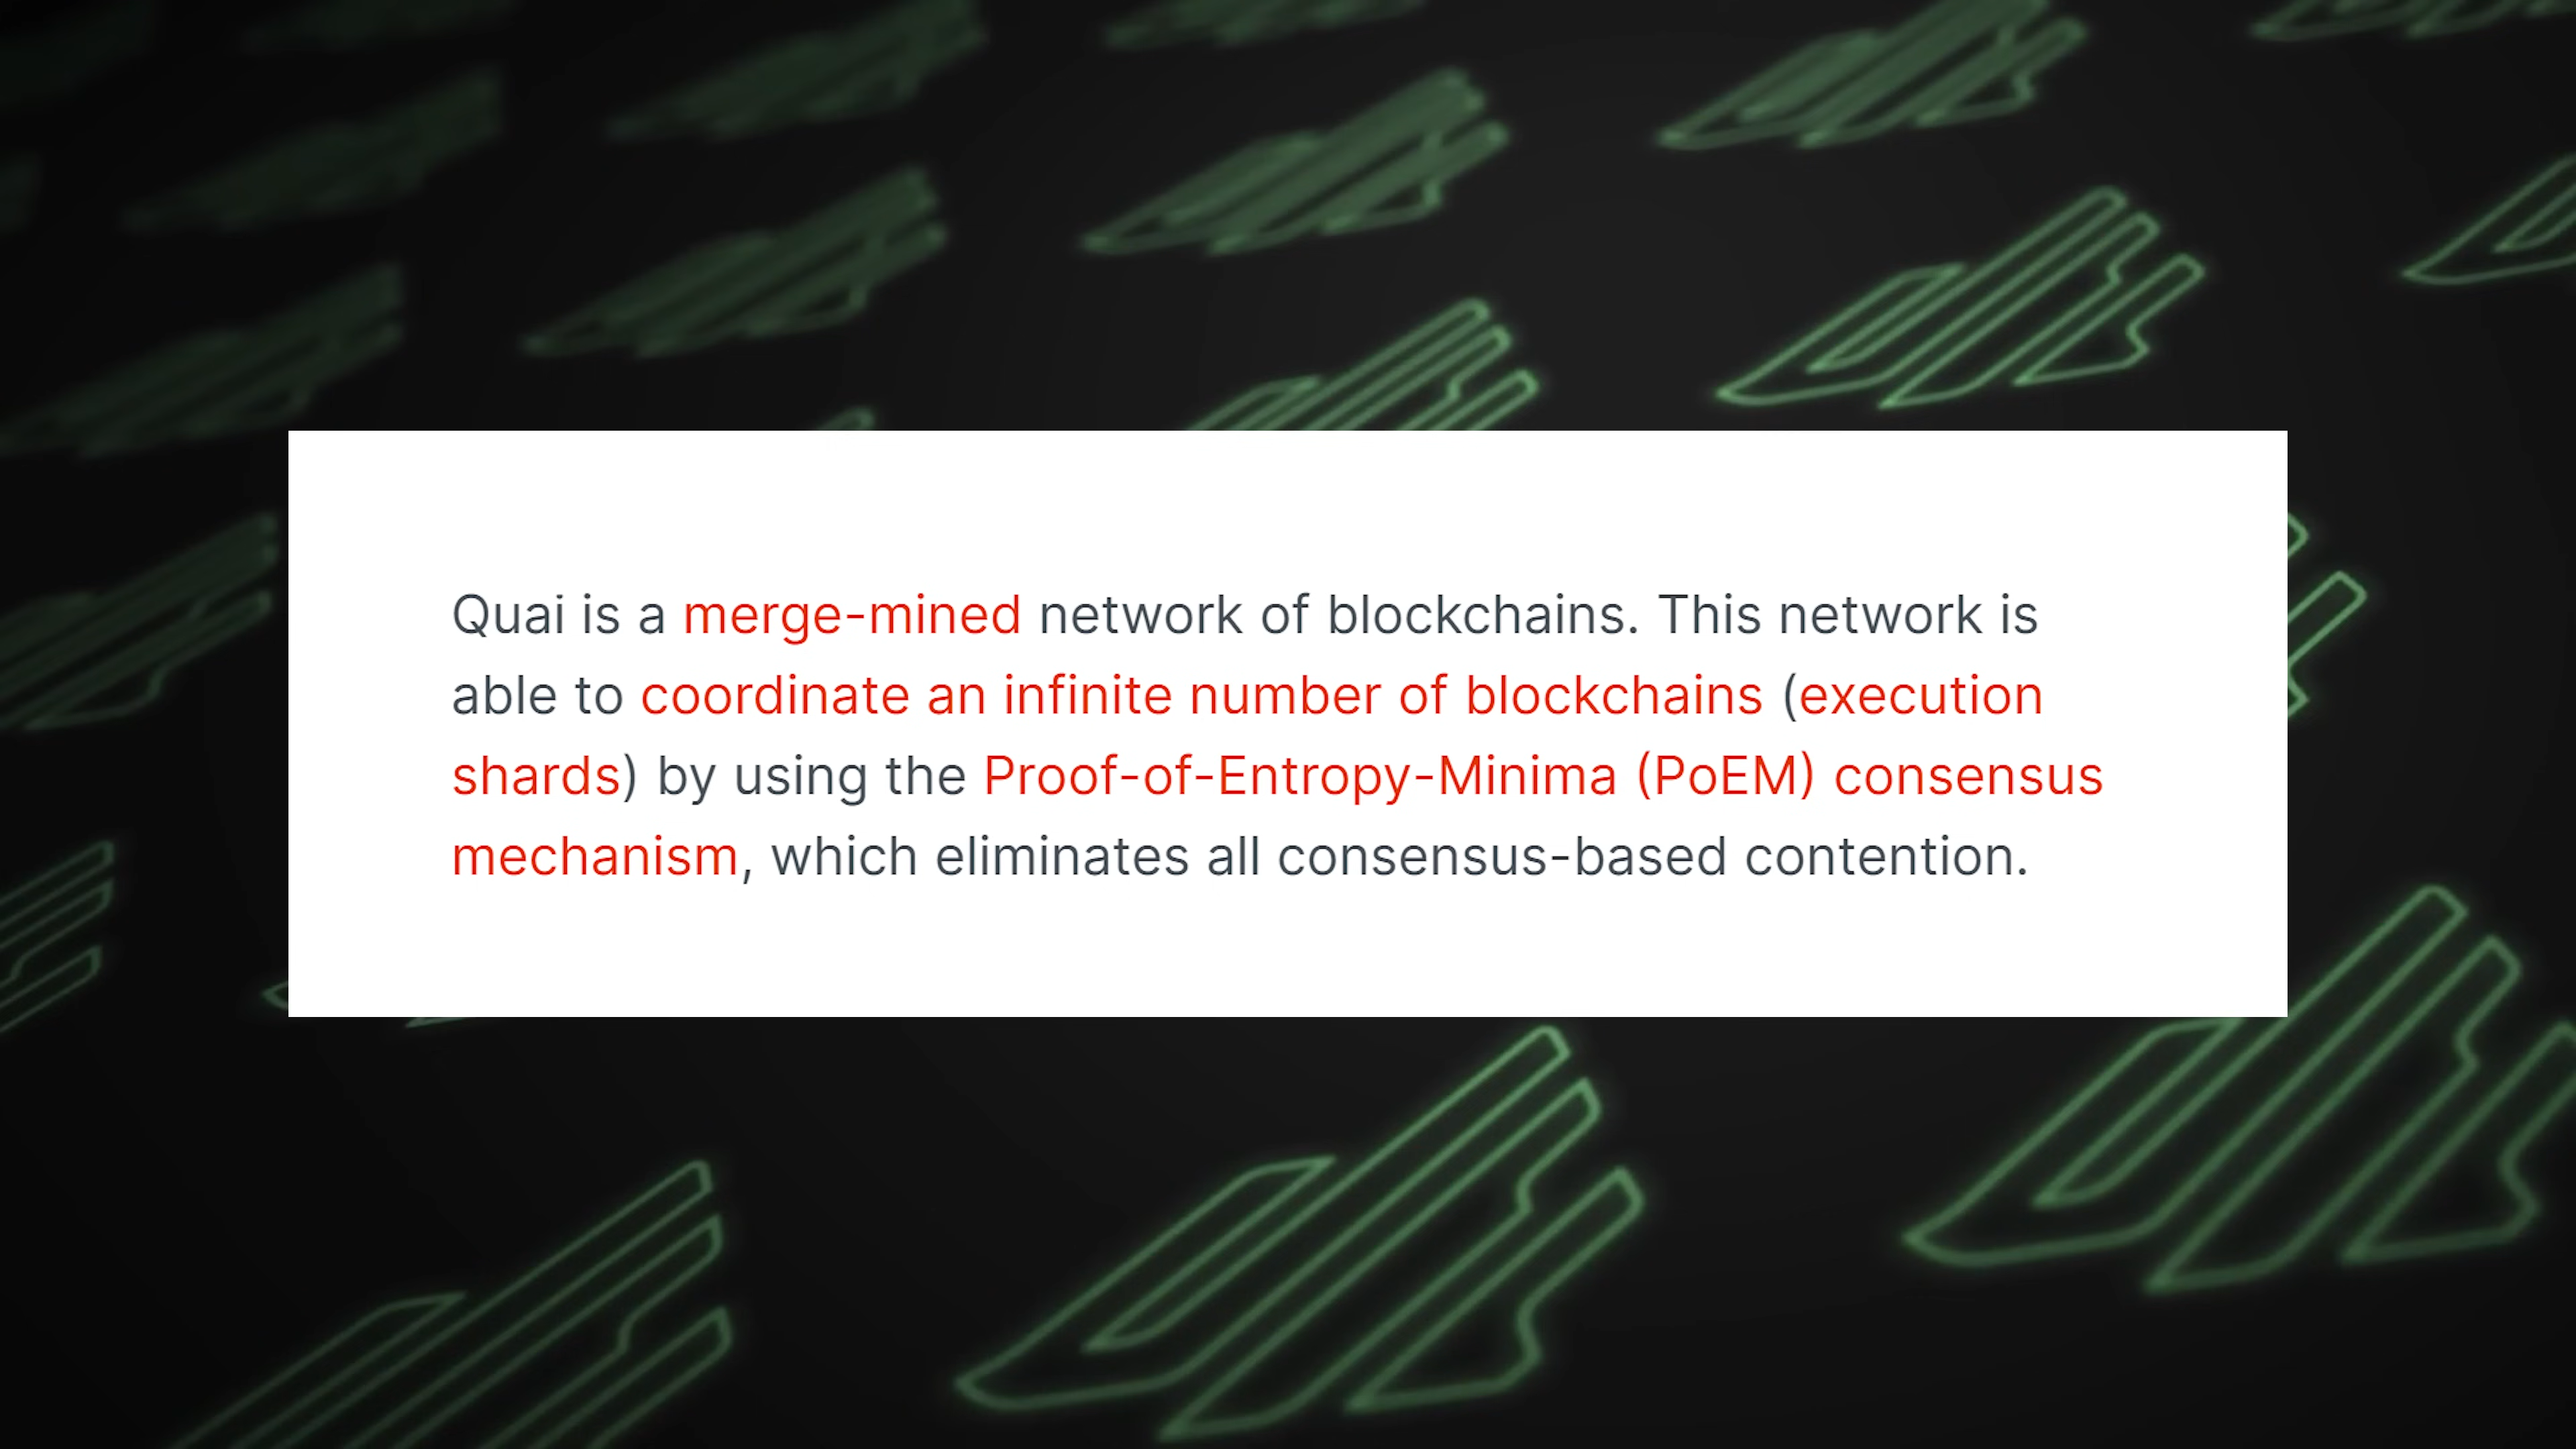 Quai is a merge-mined network of blockchains. This network is
able to coordinate an infinite number of blockchains (execution
shards) by using the Proof-of-Entropy-Minima (PoEM) consensus
mechanism, which eliminates all consensus-based contention.